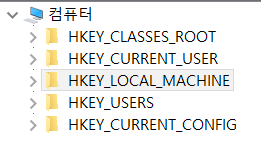 컴퓨터
HKEY_CLASSES_ROOT
HKEY_CURRENT_USER
HKEY_LOCAL_MACHINE
HKEY_USERS
HKEY_CURRENT_CONFIG